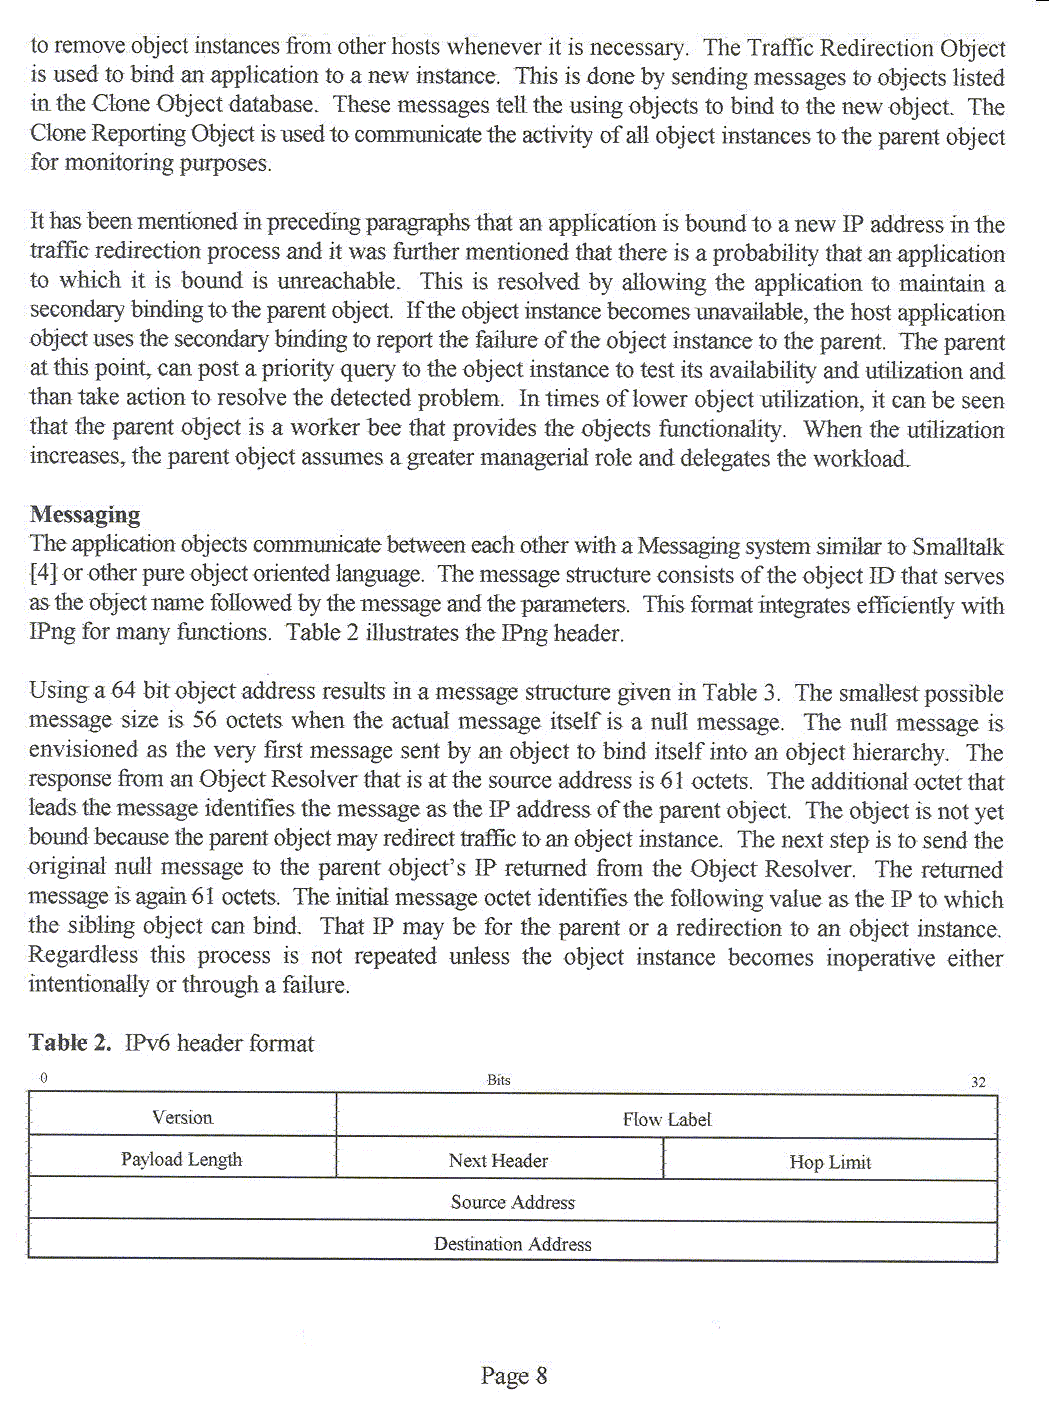 to remove object instances from other hosts whenever it is necessary. The Traffic Redirection Object
is used to bind an application to a new instance. This is done by sending messages to objects listed
in the Clone Object database. These messages tell the using objects to bind to the new object. The
Clone Reporting Object is used to communicate the activity of all object instances to the parent object
for monitoring purposes.
It has been mentioned in preceding paragraphs that an application is bound to a new IP address in the
traffic redirection process and it was further mentioned that there is a probability that an application
to which it is bound is unreachable. This is resolved by allowing the application to maintain a
secondary binding to the parent object. If the object instance becomes unavailable, the host application
object uses the secondary binding to report the failure of the object instance to the parent. The parent
at this point, can post a priority query to the object instance to test its availability and utilization and
than take action to resolve the detected problem. In times of lower object utilization, it can be seen
that the parent object is a worker bee that provides the objects functionality. When the utilization
increases, the parent object assumes a greater managerial role and delegates the workload.
Messaging
The application objects communicate between each other with a Messaging system similar to Smalltalk
[4] or other pure object oriented language. The message structure consists of the object ID that serves
as the object name followed by the message and the parameters. This format integrates efficiently with
IPng for many functions. Table 2 illustrates the IPng header.
Using a 64 bit object address results in a message structure given in Table 3. The smallest possible
message size is 56 octets when the actual message itself is a null message. The null message is
envisioned as the very first message sent by an object to bind itself into an object hierarchy. The
response from an Object Resolver that is at the source address is 61 octets. The additional octet that
leads the message identifies the message as the IP address of the parent object. The object is not yet
bound because the parent object may redirect traffic to an object instance. The next step is to send the
original null message to the parent object's IP returned from the Object Resolver. The returned
message is again 61 octets. The initial message octet identifies the following value as the IP to which
the sibling object can bind. That IP may be for the parent or a redirection to an object instance.
Regardless this process is not repeated unless the object instance becomes inoperative either
intentionally or through a failure.
Table 2. IPv6 header format
0 Bits 32
Version Flow Label
Payload Length Next Header Hop Limit
Source Address
Destination Address
Page 8